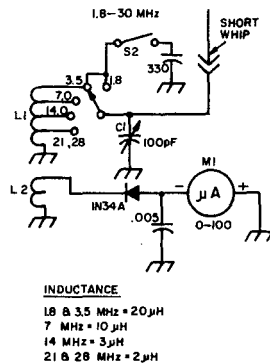 1.8-30 MHz
SHORT
WHIP
S2
330
3.5
1.8
7.0
14.0
21,28
L1
C1
100pF
L2
1N34A
M1
- μA +
.005
0-100
INDUCTANCE
1.8 & 3.5 MHz = 20μH
7 MHz = 10μH
14 MHz = 3μH
21 & 28 MHz = 2μH